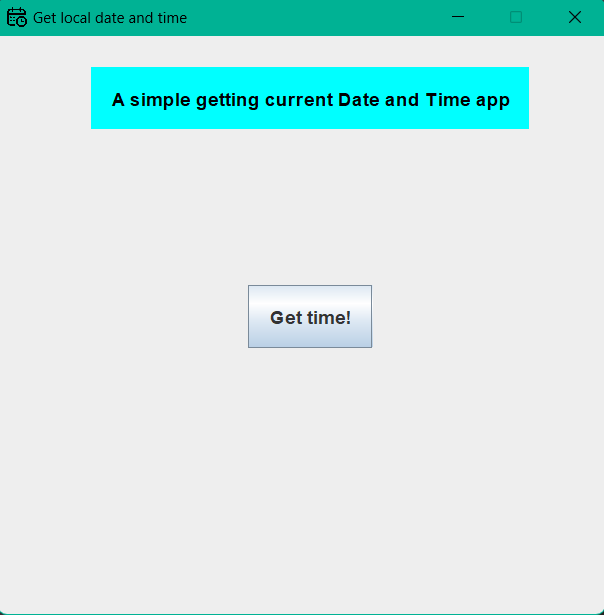 Get local date and time
A simple getting current Date and Time app
Get time!